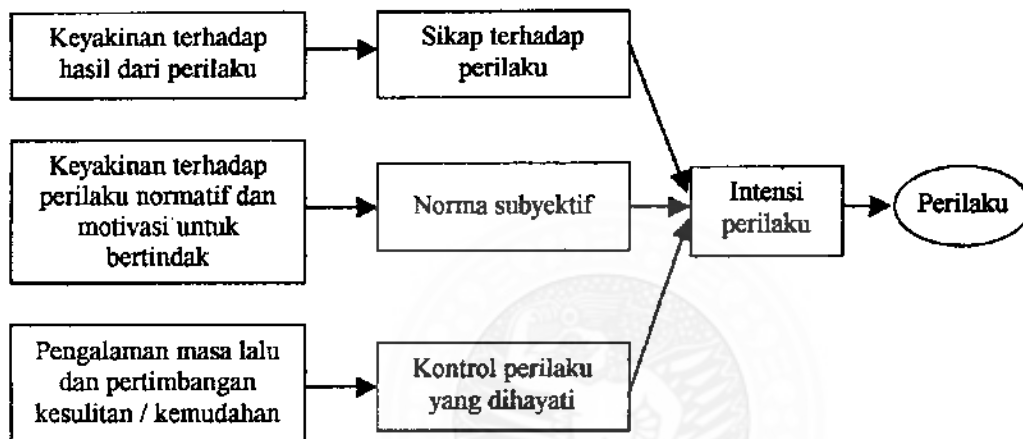 Keyakinan terhadap
hasil dari perilaku
Sikap terhadap
perilaku
Keyakinan terhadap
perilaku normatif dan
motivasi untuk
bertindak
Norma subyektif
Intensi
perilaku
Perilaku
Pengalaman masa lalu
dan pertimbangan
kesulitan / kemudahan
Kontrol perilaku
yang dihayati